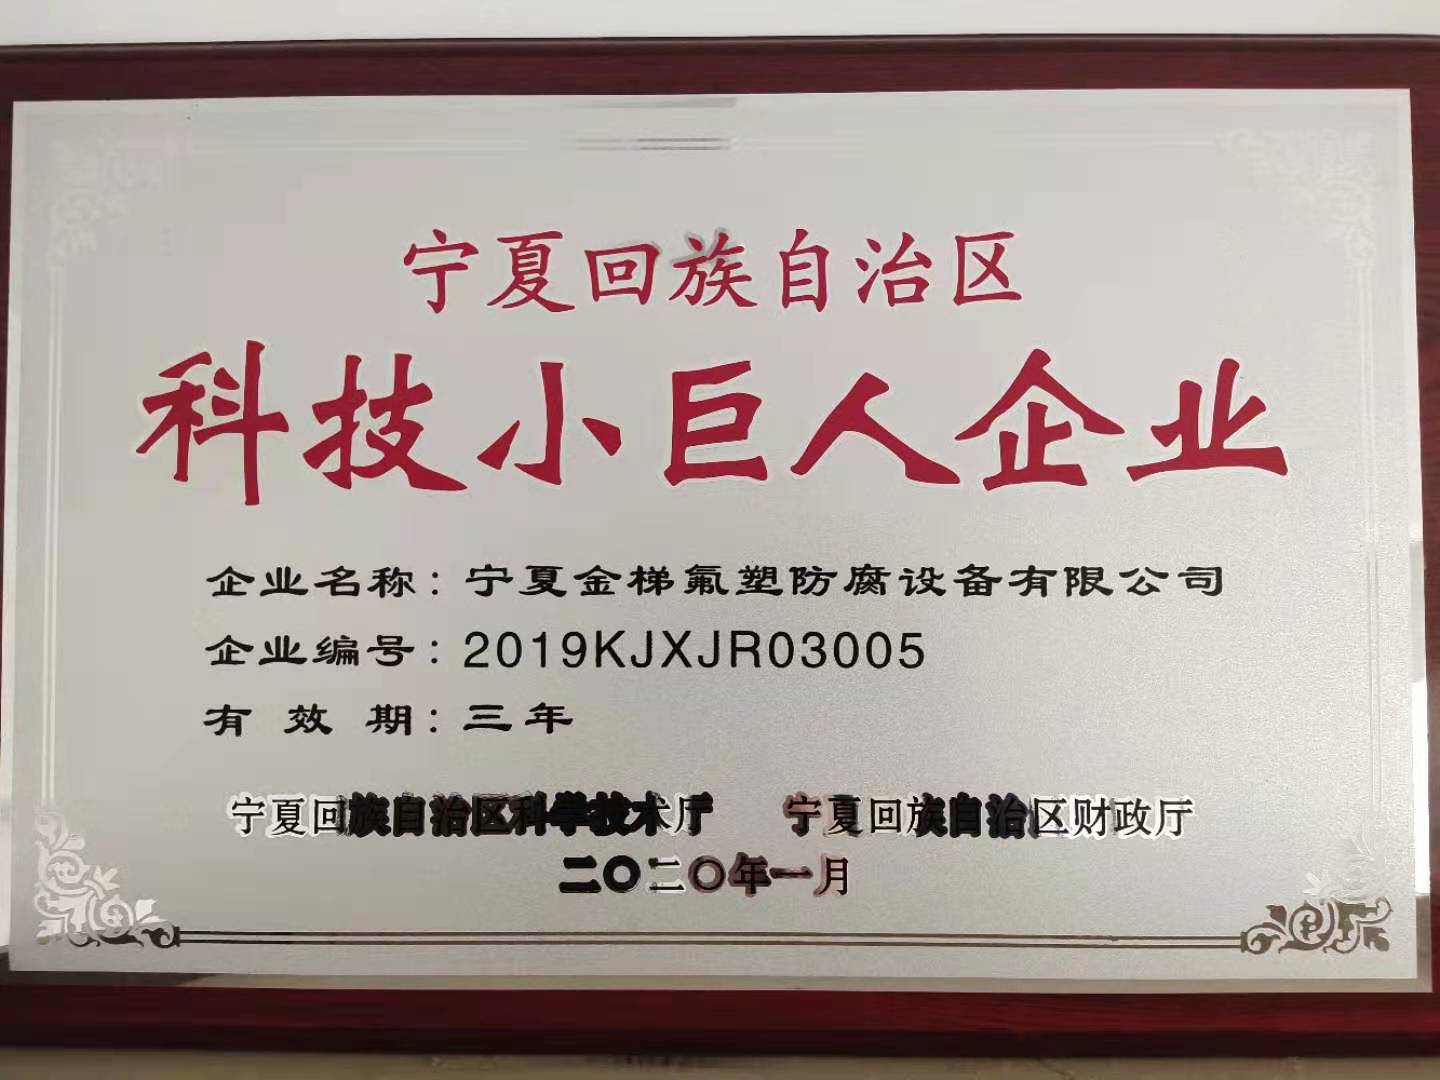 宁夏回族自治区
科技小巨人企业
企业名称：宁夏金梯氟塑防腐设备有限公司
企业编号：2019KJXJR03005
有效期：三年
宁夏回族自治区科学技术厅 宁夏回族自治区财政厅
二〇二〇年一月